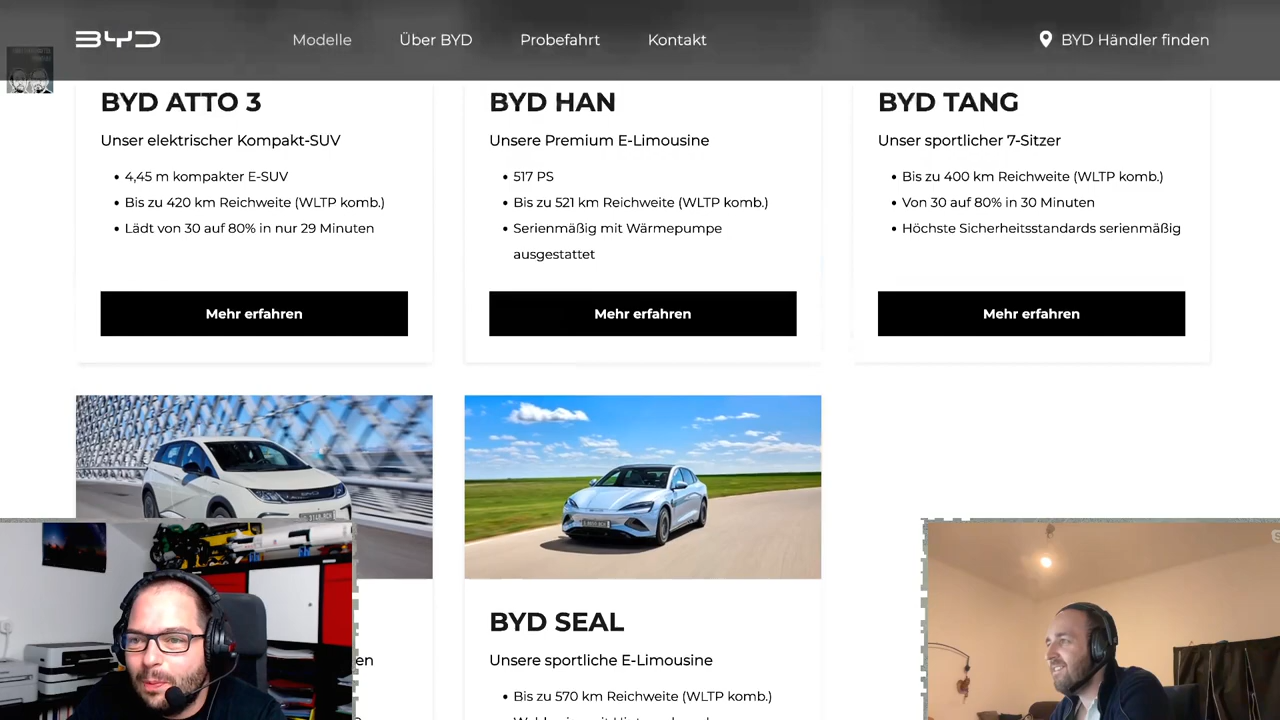 BYD
Modelle
Über BYD
Probefahrt
Kontakt
BYD Händler finden
BYD ATTO 3
Unser elektrischer Kompakt-SUV
• 4,45 m kompakter E-SUV
• Bis zu 420 km Reichweite (WLTP komb.)
• Lädt von 30 auf 80% in nur 29 Minuten
Mehr erfahren
BYD HAN
Unsere Premium E-Limousine
• 517 PS
• Bis zu 521 km Reichweite (WLTP komb.)
• Serienmäßig mit Wärmepumpe
ausgestattet
Mehr erfahren
BYD TANG
Unser sportlicher 7-Sitzer
• Bis zu 400 km Reichweite (WLTP komb.)
• Von 30 auf 80% in 30 Minuten
• Höchste Sicherheitsstandards serienmäßig
Mehr erfahren
en
BYD SEAL
Unsere sportliche E-Limousine
• Bis zu 570 km Reichweite (WLTP komb.)